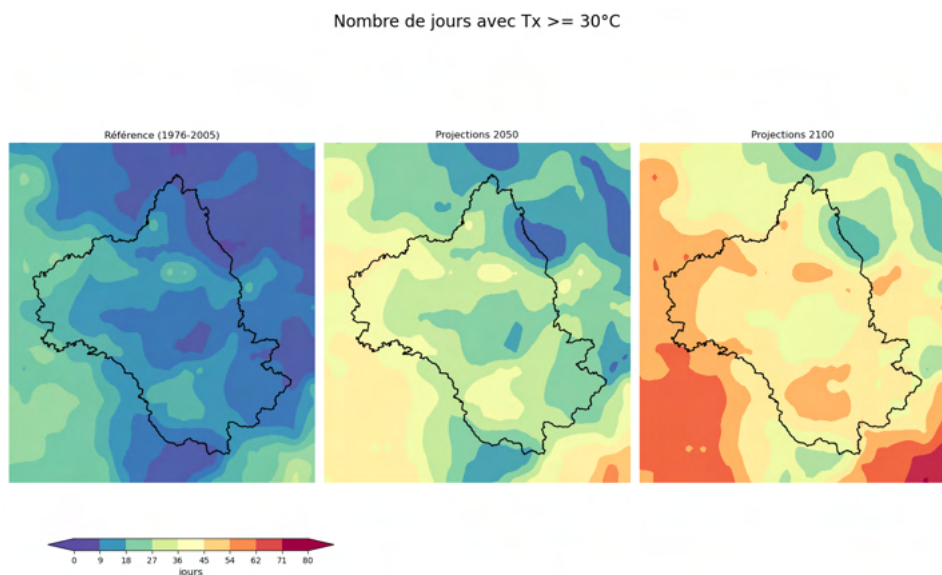 Nombre de jours avec Tx >= 30°C
Référence (1976-2005)
Projections 2050
Projections 2100
0 9 18 27 36 45 54 62 71 80
jours